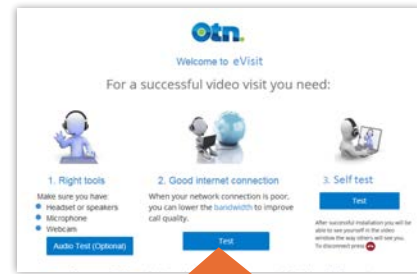 otn.
Welcome to eVisit
For a successful video visit you need:
1. Right tools
Make sure you have:
Headset or speakers
Microphone
Webcam
Audio Test (Optional)
2. Good internet connection
When your network connection is poor,
you can lower the bandwidth to improve
call quality.
Test
3. Self test
Test
After successful installation you will be
able to see yourself in the video
window the way others will see you.
To disconnect press